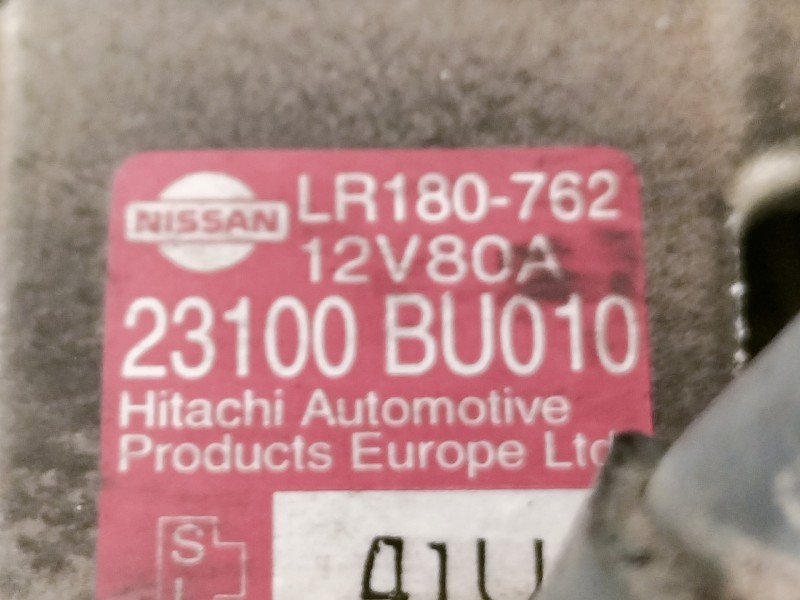 NISSAN
LR180-762
12V80A
23100 BU010
Hitachi Automotive
Products Europe Ltd
S
L